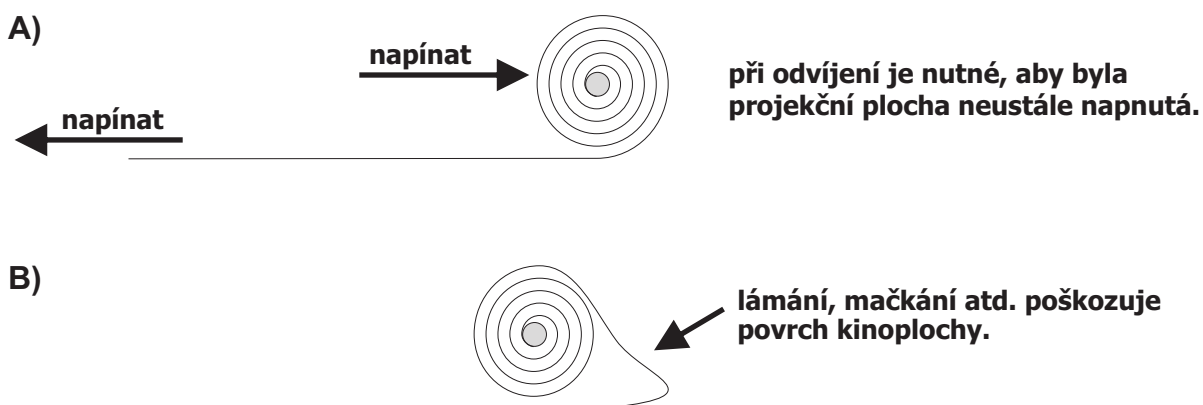 A)
napínat
napínat
při odvíjení je nutné, aby byla
projekční plocha neustále napnutá.
B)
lámání, mačkání atd. poškozuje
povrch kinoplochy.